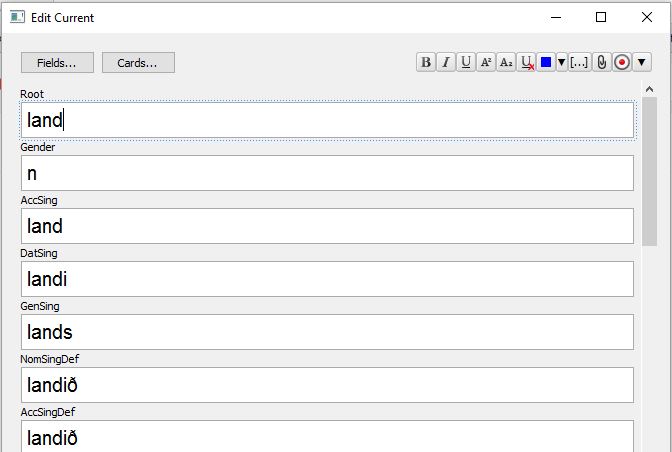 Edit Current
Fields... Cards... B I U A² A₂ U [...]
Root
land
Gender
n
AccSing
land
DatSing
landi
GenSing
lands
NomSingDef
landið
AccSingDef
landið